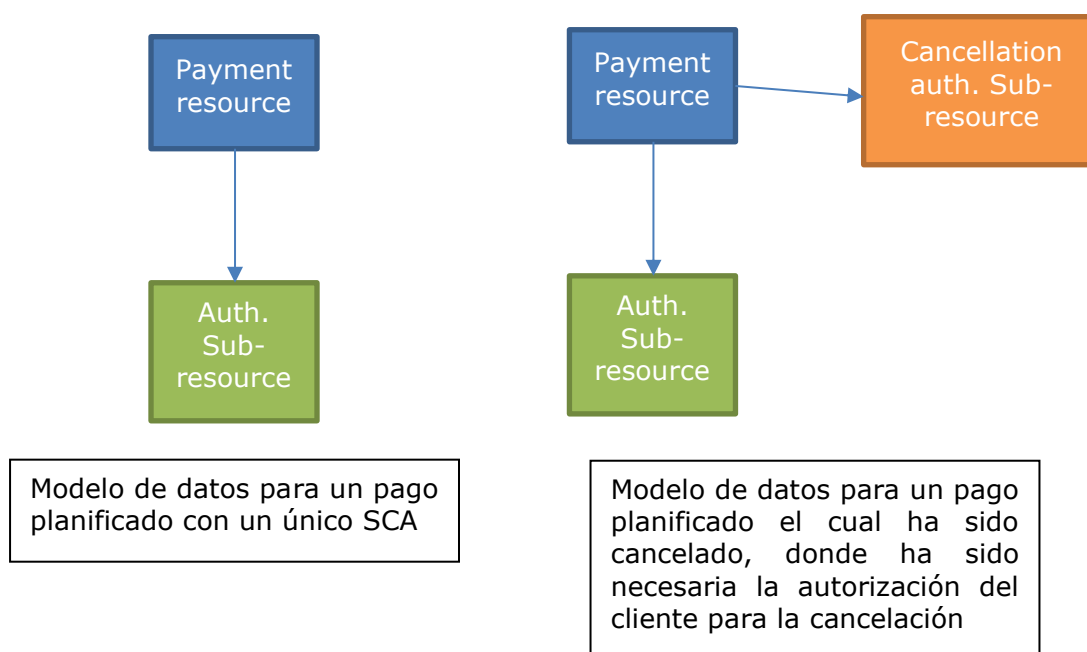 Payment
resource
Auth.
Sub-
resource
Modelo de datos para un pago
planificado con un único SCA
Payment
resource
Cancellation
auth. Sub-
resource
Auth.
Sub-
resource
Modelo de datos para un pago
planificado el cual ha sido
cancelado, donde ha sido
necesaria la autorización del
cliente para la cancelación